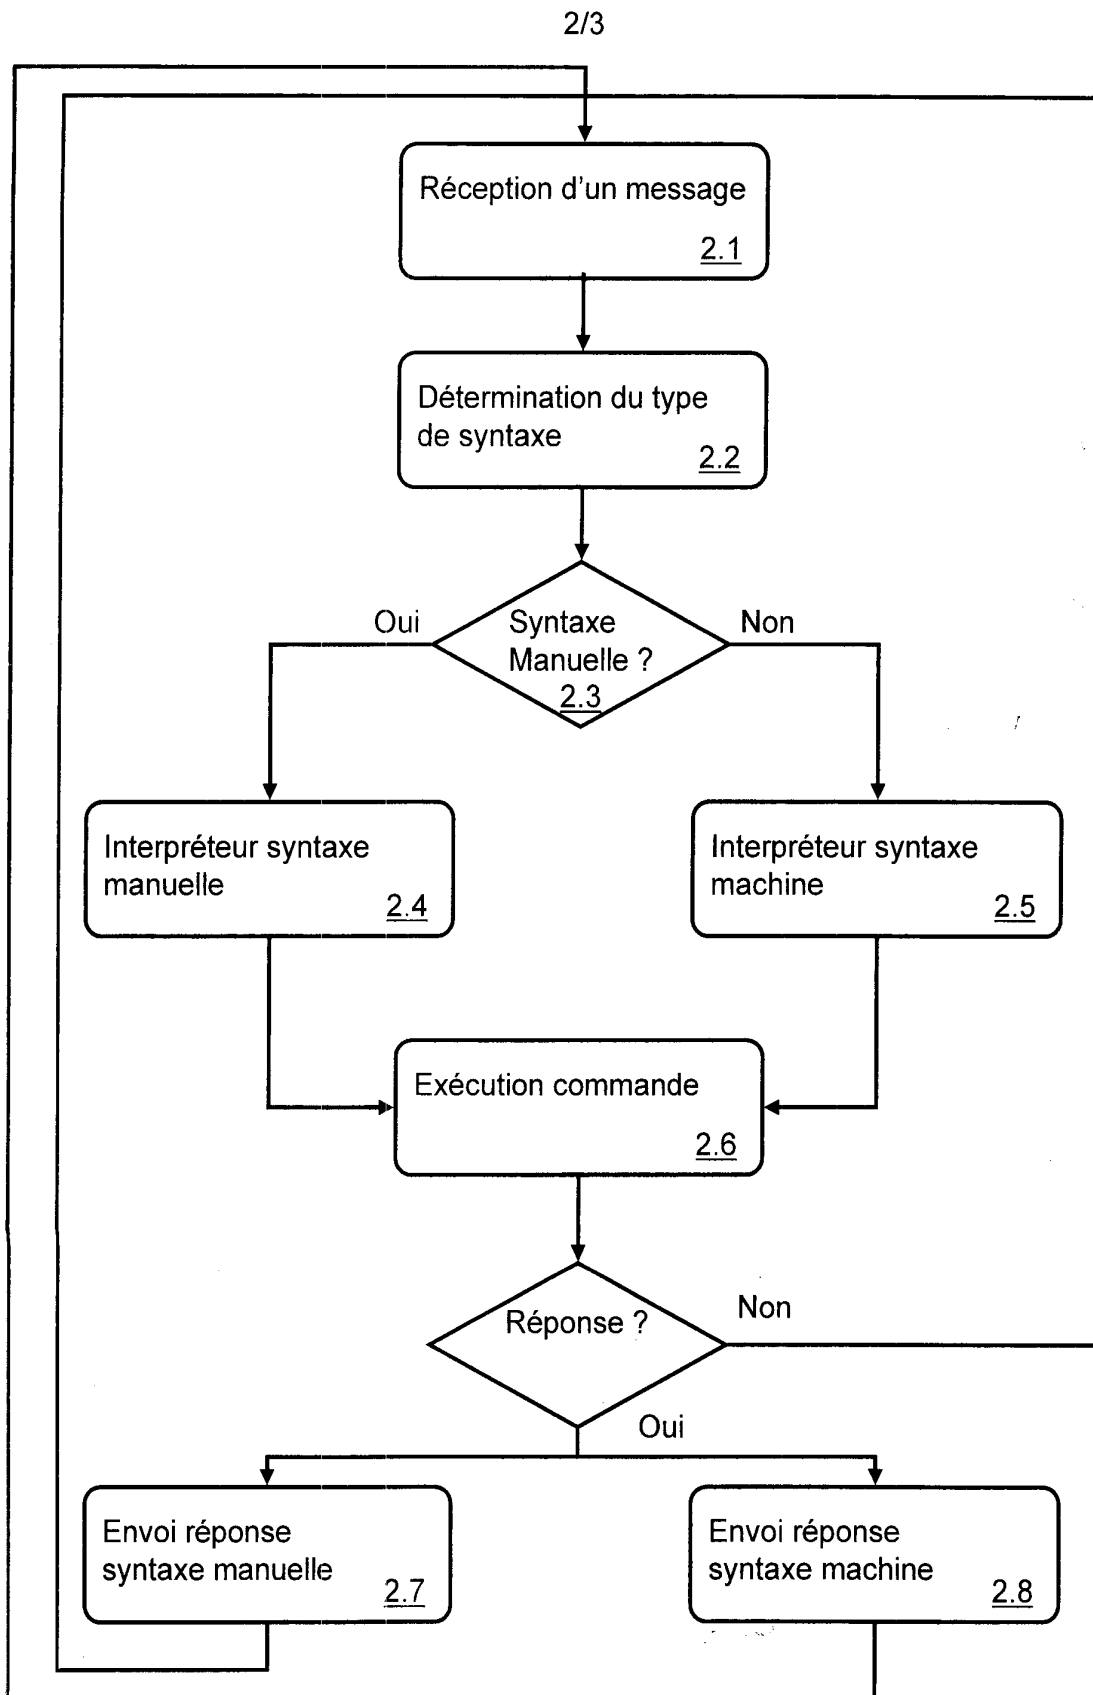 2/3
Réception d'un message
2.1
Détermination du type
de syntaxe
2.2
Oui
Syntaxe
Manuelle ?
2.3
Non
Interpréteur syntaxe
manuelle
2.4
Interpréteur syntaxe
machine
2.5
Exécution commande
2.6
Réponse ?
Non
Oui
Envoi réponse
syntaxe manuelle
2.7
Envoi réponse
syntaxe machine
2.8